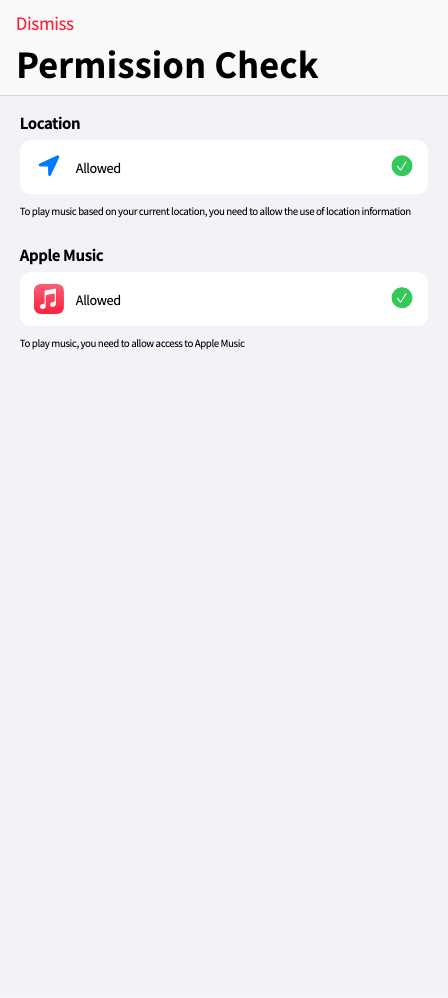 Dismiss
Permission Check
Location
Allowed
To play music based on your current location, you need to allow the use of location information
Apple Music
Allowed
To play music, you need to allow access to Apple Music